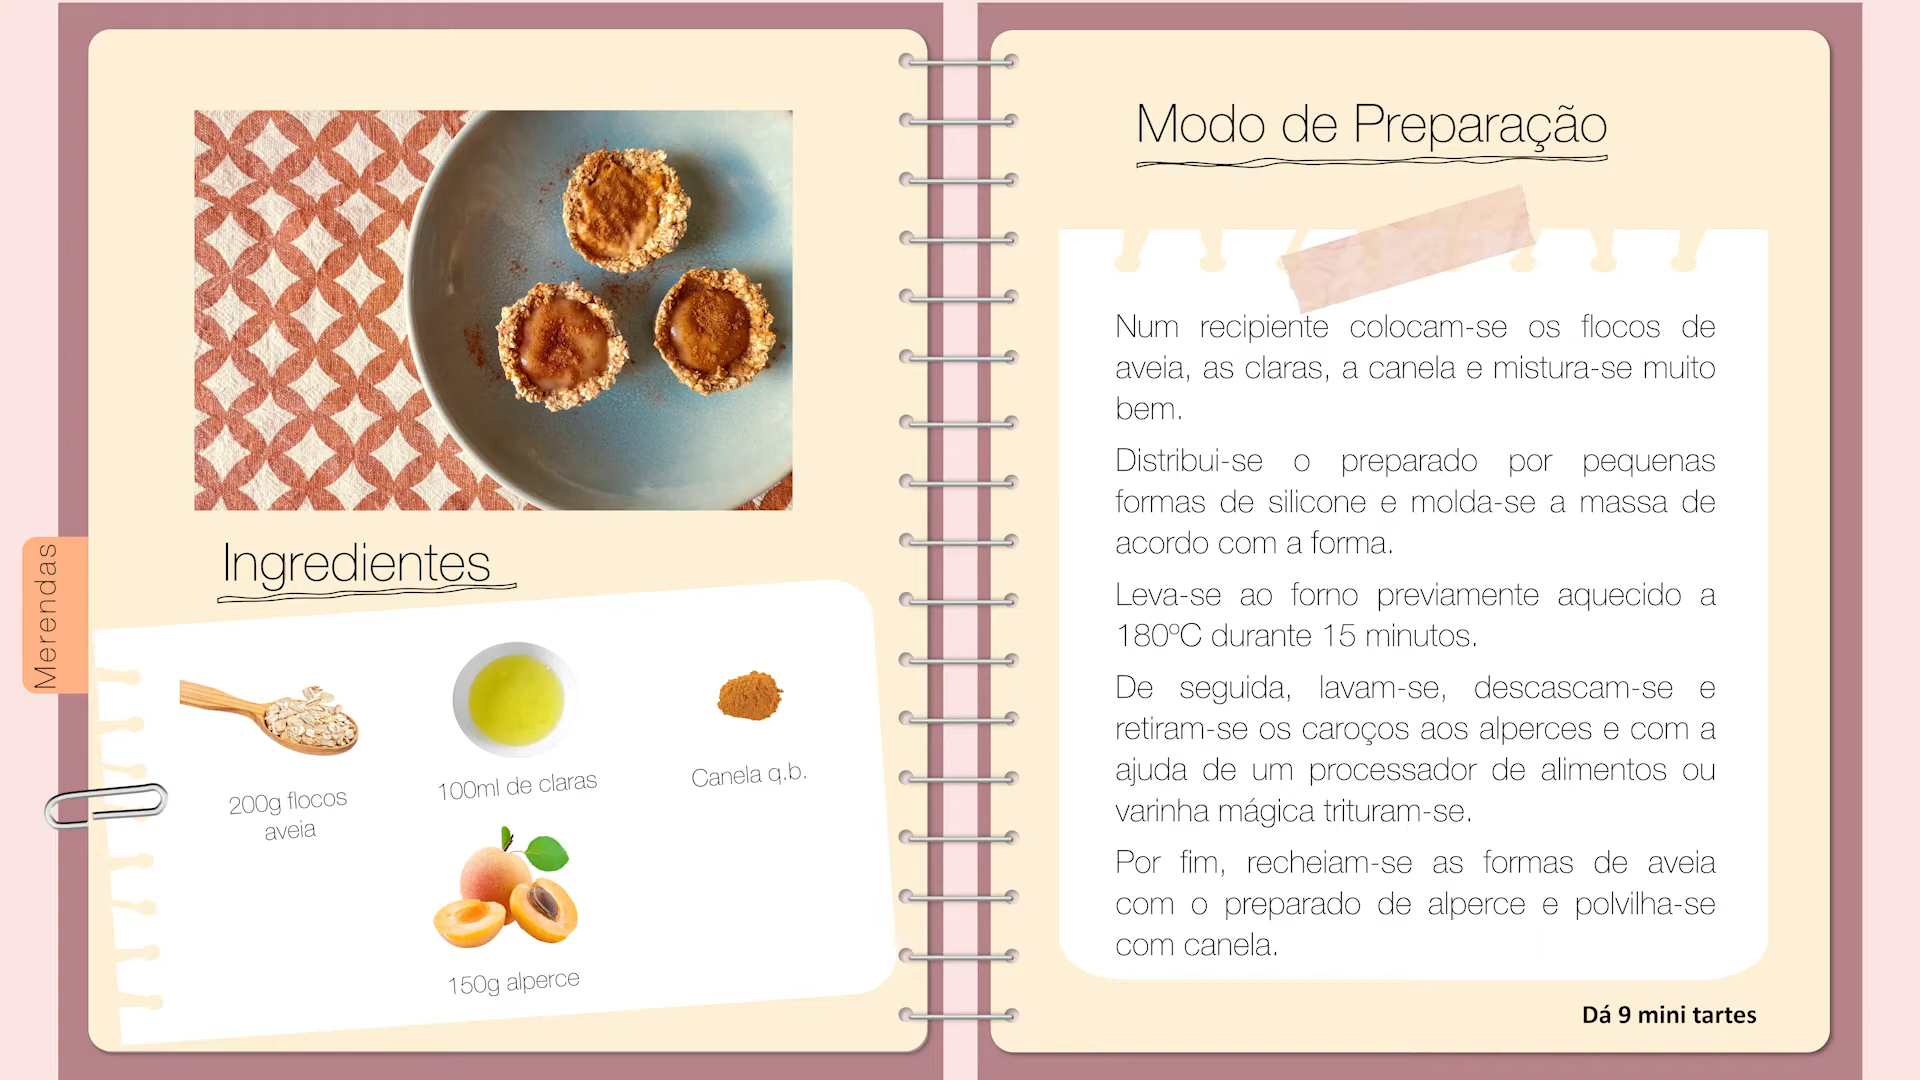 Merendas
Ingredientes
200g flocos
aveia
100ml de claras
Canela q.b.
150g alperce
Modo de Preparação
Num recipiente colocam-se os flocos de
aveia, as claras, a canela e mistura-se muito
bem.
Distribui-se o preparado por pequenas
formas de silicone e molda-se a massa de
acordo com a forma.
Leva-se ao forno previamente aquecido a
180ºC durante 15 minutos.
De seguida, lavam-se, descascam-se e
retiram-se os caroços aos alperces e com a
ajuda de um processador de alimentos ou
varinha mágica trituram-se.
Por fim, recheiam-se as formas de aveia
com o preparado de alperce e polvilha-se
com canela.
Dá 9 mini tartes